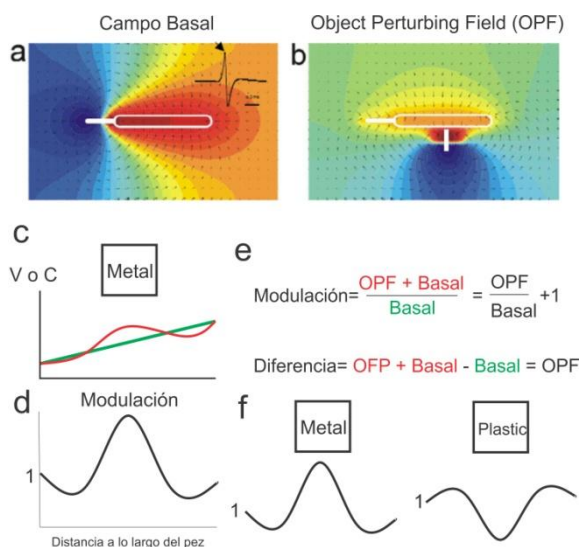 Campo Basal
Object Perturbing Field (OPF)
a
b
c
Metal
V o C
e
Modulación= OPF + Basal / Basal = OPF / Basal +1
Diferencia= OFP + Basal - Basal = OPF
d
Modulación
1
Distancia a lo largo del pez
f
Metal
Plastic
1
1